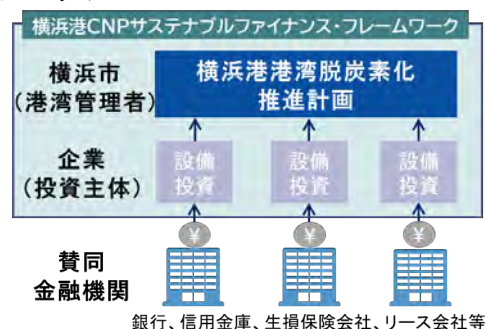 横浜港CNPサステナブルファイナンス・フレームワーク
横浜市
(港湾管理者)
横浜港港湾脱炭素化
推進計画
企業
(投資主体)
設備
投資
設備
投資
設備
投資
¥
¥
¥
賛同
金融機関
銀行、信用金庫、生損保険会社、リース会社等